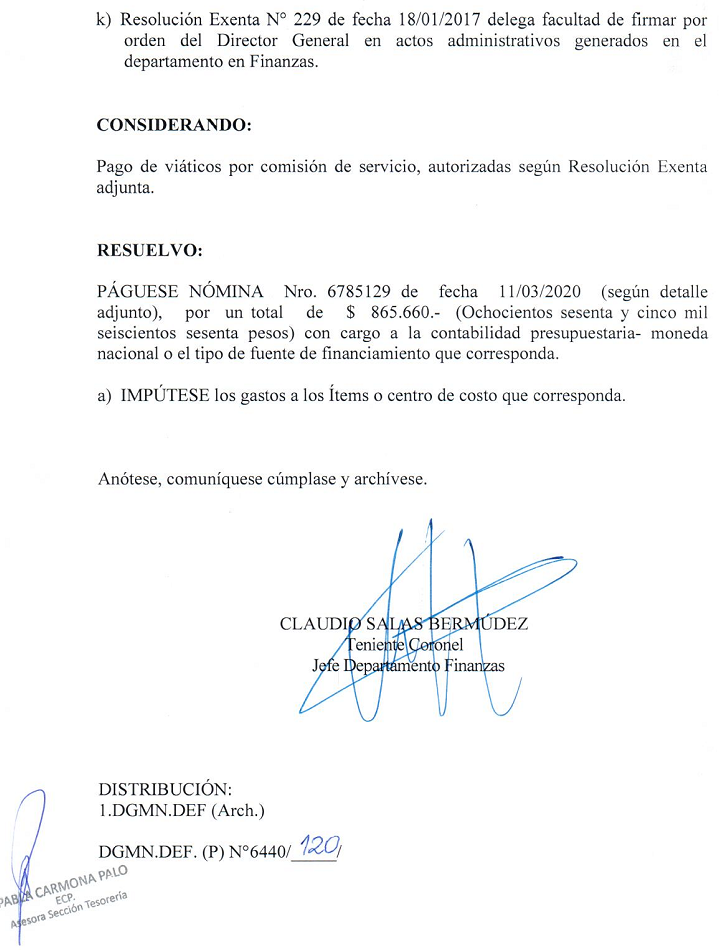 k) Resolución Exenta N° 229 de fecha 18/01/2017 delega facultad de firmar por
orden del Director General en actos administrativos generados en el
departamento en Finanzas.
CONSIDERANDO:
Pago de viáticos por comisión de servicio, autorizadas según Resolución Exenta
adjunta.
RESUELVO:
PÁGUESE NÓMINA Nro. 6785129 de fecha 11/03/2020 (según detalle
adjunto), por un total de $ 865.660.- (Ochocientos sesenta y cinco mil
seiscientos sesenta pesos) con cargo a la contabilidad presupuestaria- moneda
nacional o el tipo de fuente de financiamiento que corresponda.
a) IMPÚTESE los gastos a los Ítems o centro de costo que corresponda.
Anótese, comuníquese cúmplase y archívese.
CLAUDIO SALAS BERMÚDEZ
Teniente Coronel
Jefe Departamento Finanzas
DISTRIBUCIÓN:
1.DGMN.DEF (Arch.)
DGMN.DEF. (P) N°6440/ 120/
PABLA CARMONA PALO
ECP.
Asesora Sección Tesorería